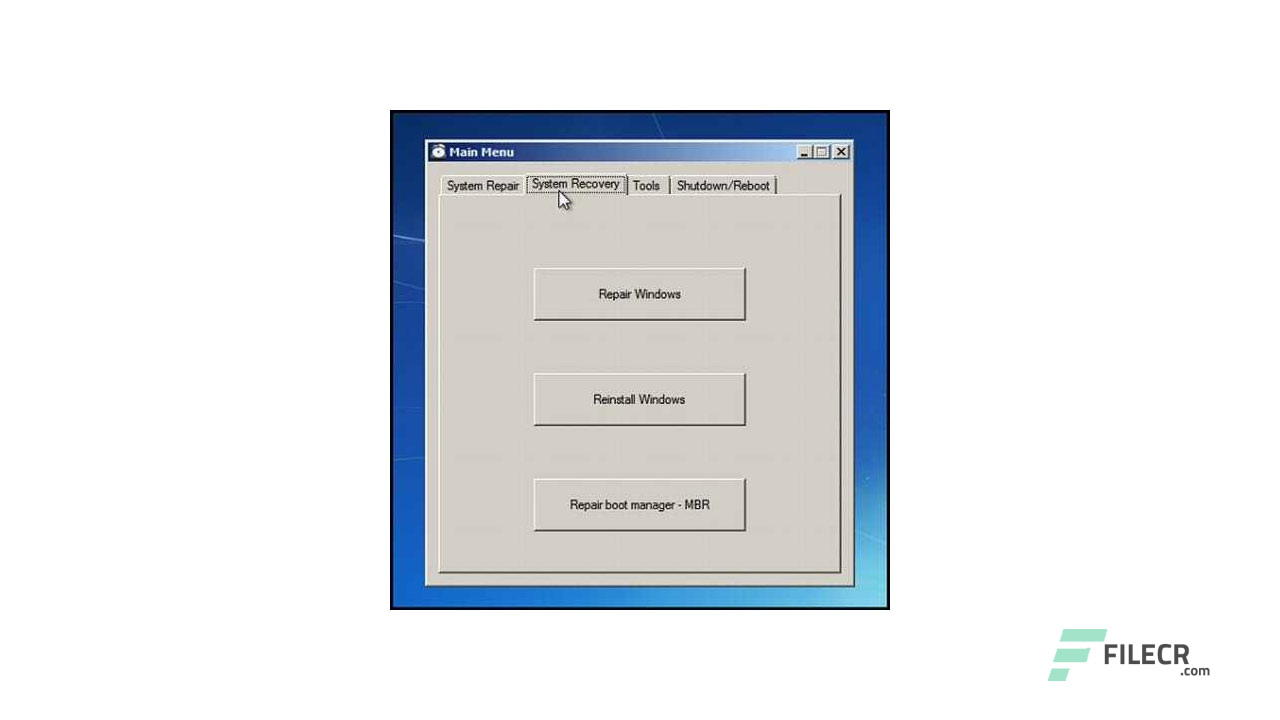 Main Menu
System Repair System Recovery Tools Shutdown/Reboot
Repair Windows
Reinstall Windows
Repair boot manager - MBR
FILECR
.com